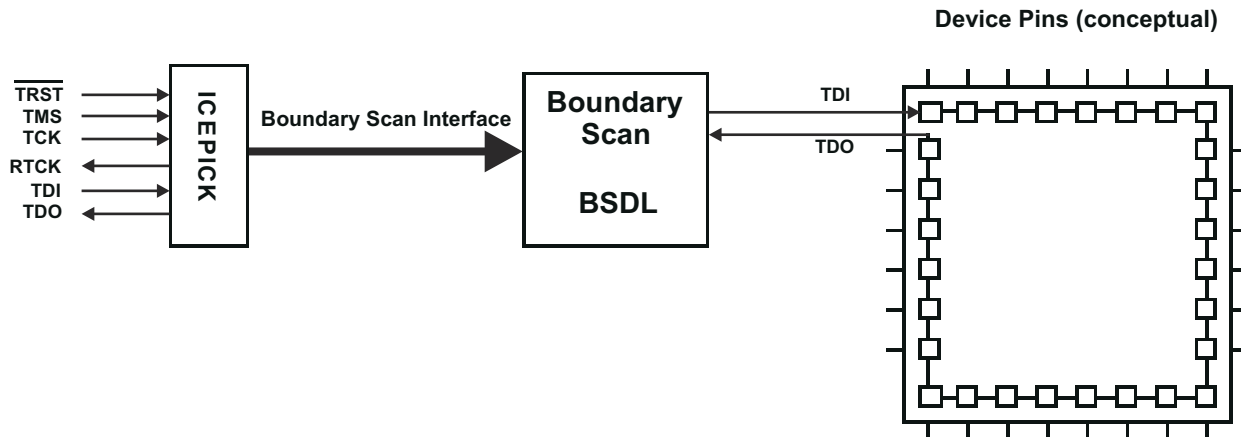 Device Pins (conceptual)
TRST
TMS
TCK
RTCK
TDI
TDO
ICEPICK
Boundary Scan Interface
Boundary
Scan
BSDL
TDI
TDO